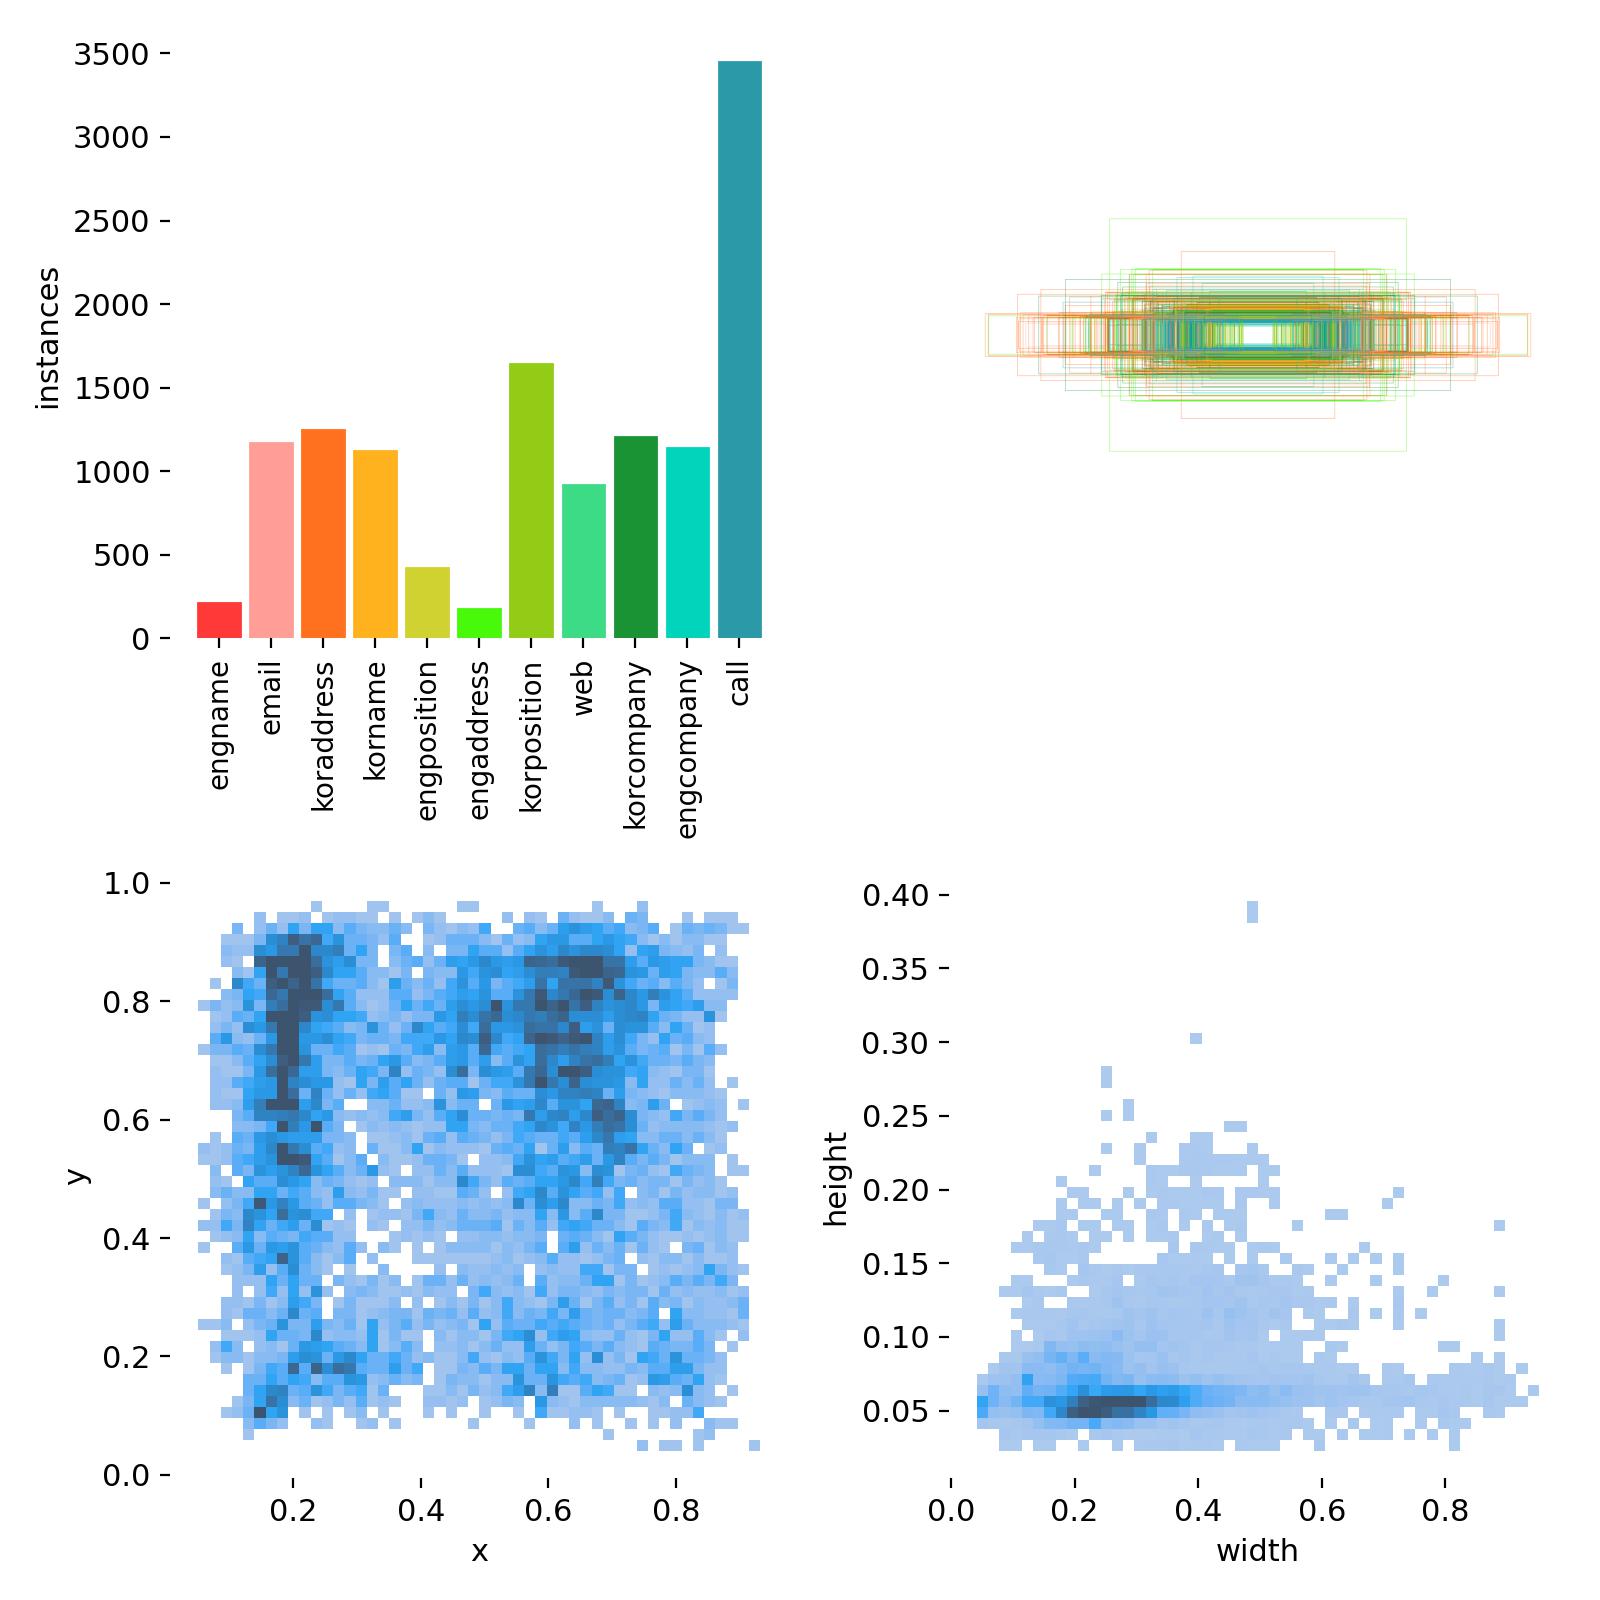 3500
3000
2500
2000
1500
1000
500
0
instances
engname
email
koraddress
korname
engposition
engaddress
korposition
web
korcompany
engcompany
call
1.0
0.8
0.6
0.4
0.2
0.0
y
0.2 0.4 0.6 0.8
x
0.40
0.35
0.30
0.25
0.20
0.15
0.10
0.05
height
0.0 0.2 0.4 0.6 0.8
width